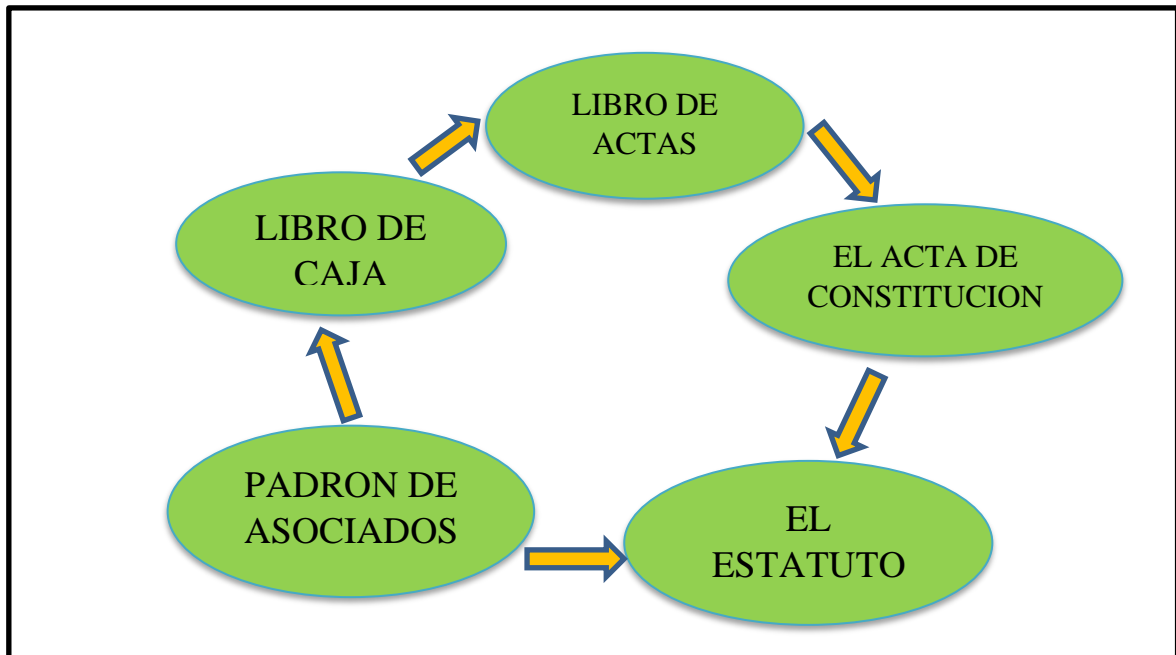 LIBRO DE
ACTAS
LIBRO DE
CAJA
EL ACTA DE
CONSTITUCION
PADRON DE
ASOCIADOS
EL
ESTATUTO